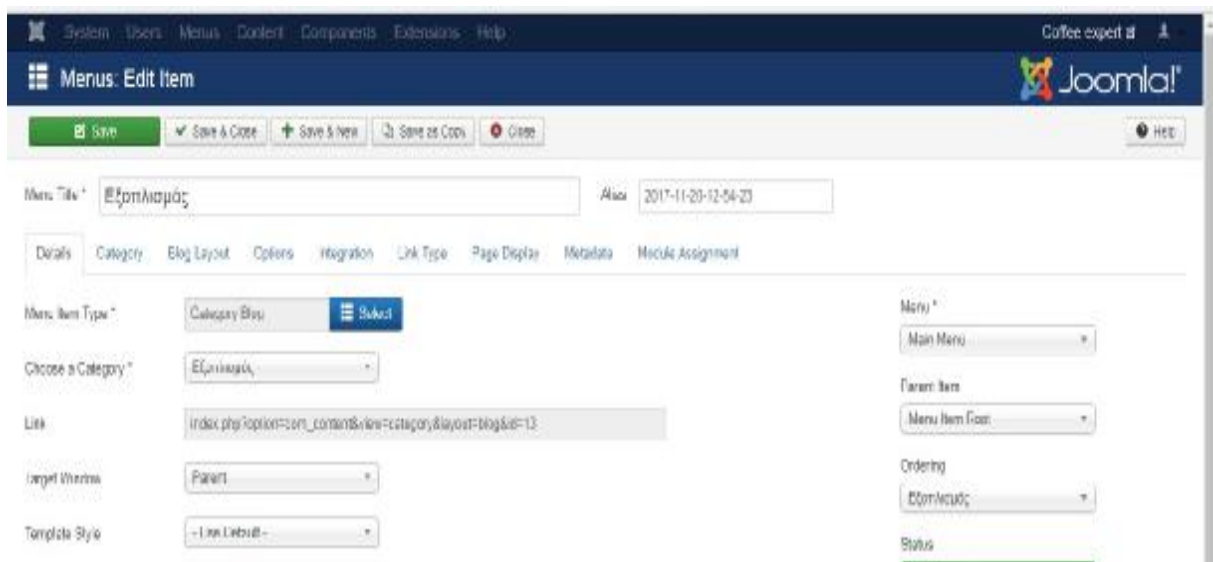 System Users Menus Content Components Extensions Help Coffee expert
Menus: Edit Item Joomla!
Save Save & Close Save & New Save as Copy Close Help
Menu Title * Εξοπλισμός Alias 2017-11-20-12-54-23
Details Category Blog Layout Options Integration Link Type Page Display Metadata Module Assignment
Menu Item Type * Category Blog Select Menu *
Main Menu
Choose a Category * Εξοπλισμός
Parent Item
Link index.php?option=com_content&view=category&layout=blog&id=13 Menu Item Root
Ordering
Target Window Parent Εξοπλισμός
Template Style - Use Default -
Status